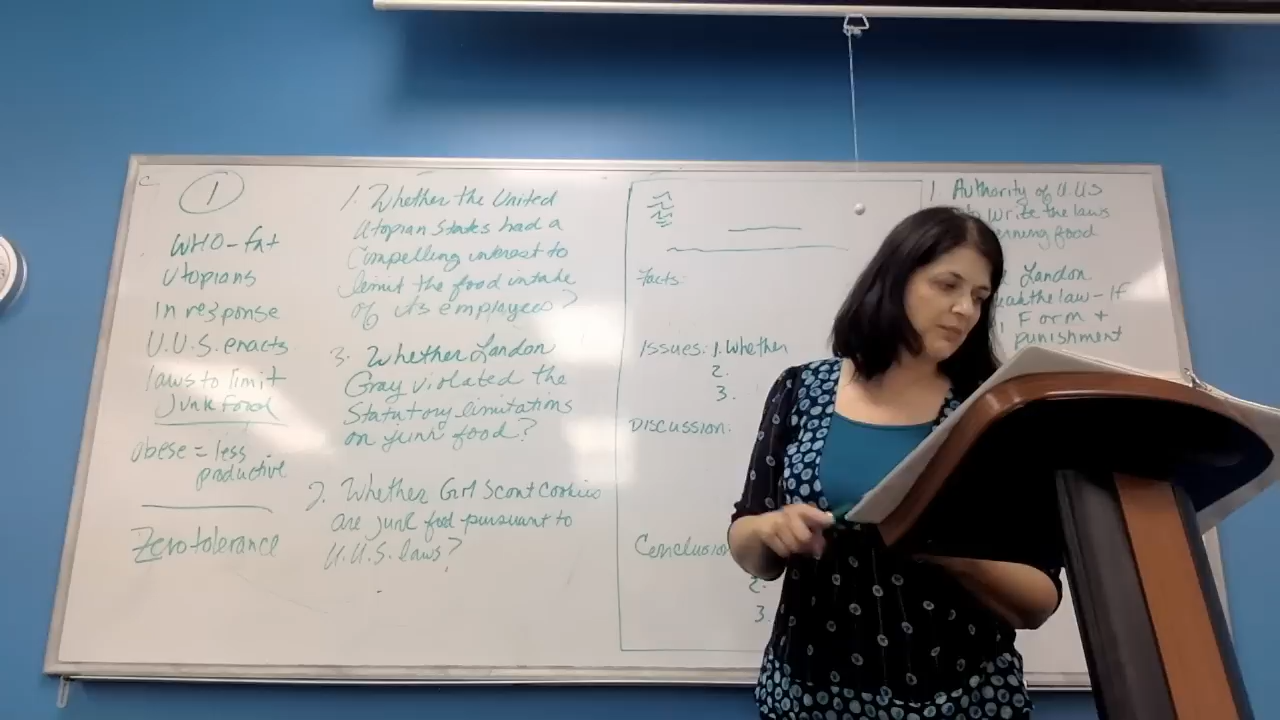 1
WHO-fat
Utopians
in response
U.U.S. enacts
laws to limit
junk food
obese = less
productive
Zero tolerance
1. Whether the United
Utopian States had a
Compelling interest to
limit the food intake
of its employees?
3. Whether Landon
Gray violated the
Statutory limitations
on junk food?
2. Whether Girl Scout Cookies
are junk food pursuant to
U.U.S. laws?
Facts:
Issues: 1. Whether
2.
3.
Discussion:
Conclusion
2.
3.
1. Authority of U.U.S
write the laws
food
Landon
the law - If
Form +
punishment